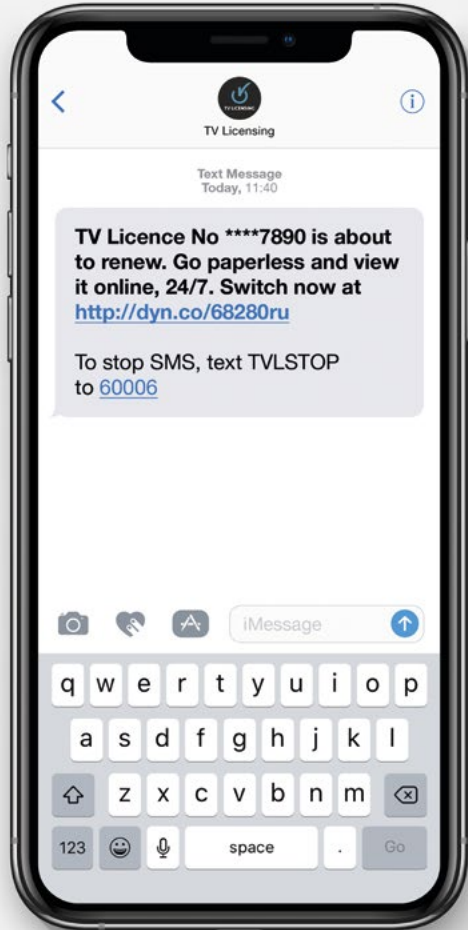 TV LICENSING
TV Licensing
Text Message
Today, 11:40
TV Licence No ****7890 is about
to renew. Go paperless and view
it online, 24/7. Switch now at
http://dyn.co/68280ru
To stop SMS, text TVLSTOP
to 60006
iMessage
q w e r t y u i o p
a s d f g h j k l
z x c v b n m
123 space . Go